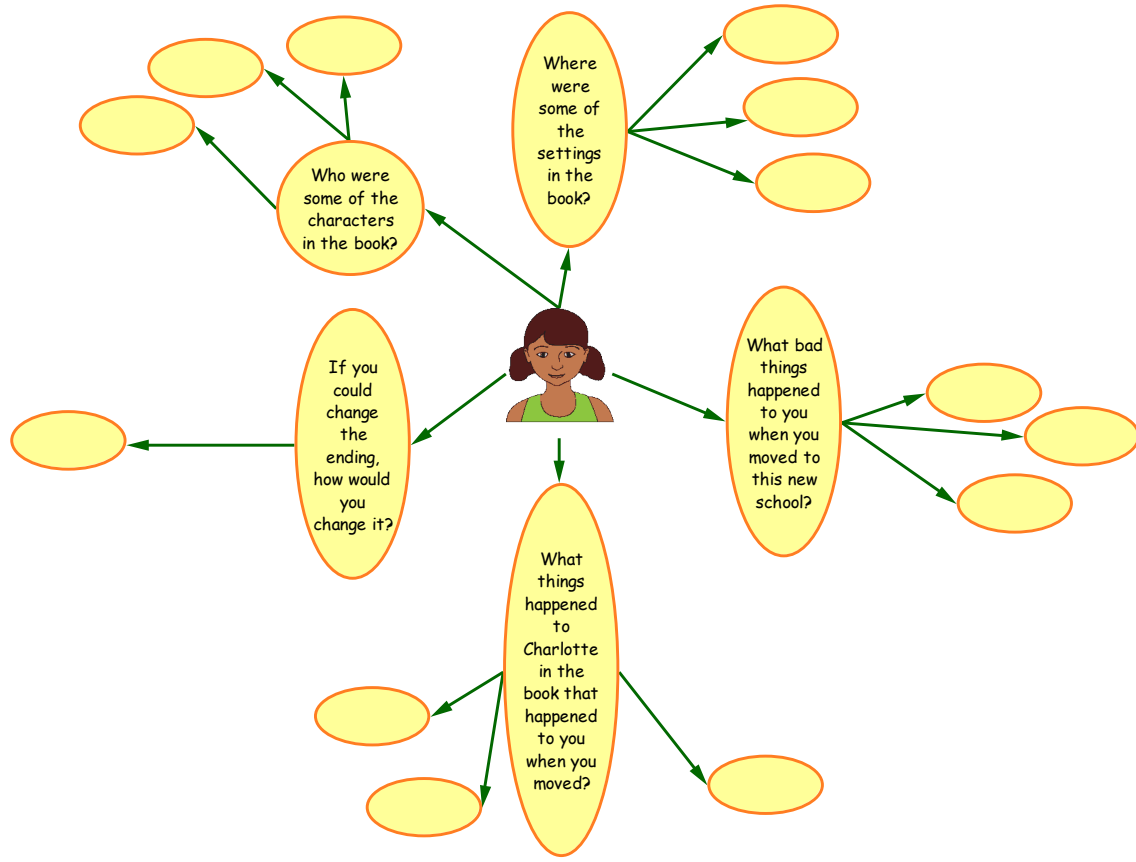 Where
were
some of
the
settings
in the
book?
Who were
some of the
characters
in the book?
What bad
things
happened
to you
when you
moved to
this new
school?
If you
could
change
the
ending,
how would
you
change it?
What
things
happened
to
Charlotte
in the
book that
happened
to you
when you
moved?